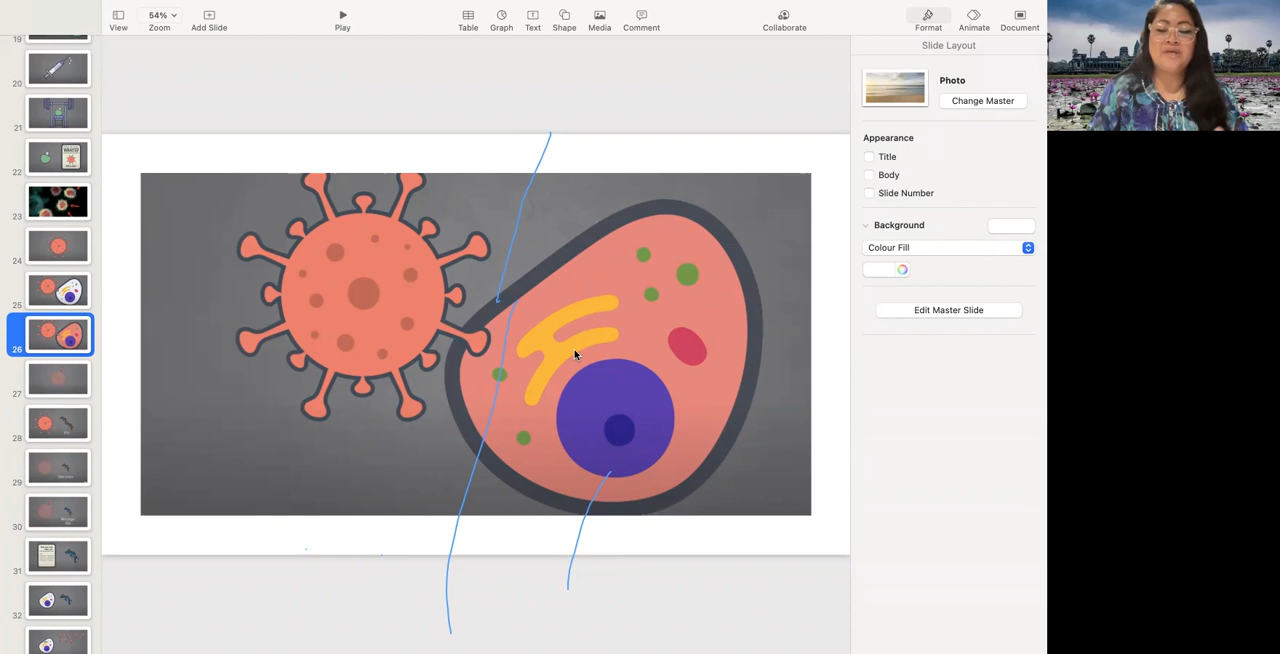 View
54%
Zoom
Add Slide
Play
Table
Graph
Text
Shape
Media
Comment
Collaborate
Format
Animate
Document
Slide Layout
Photo
Change Master
Appearance
Title
Body
Slide Number
Background
Colour Fill
Edit Master Slide
19
20
21
22
23
24
25
26
27
28
29
30
31
32